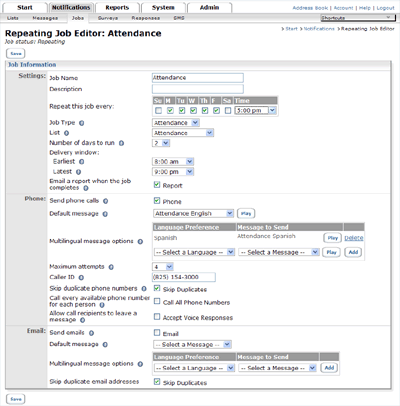 Start Notifications Reports System Admin
Address Book | Account | Help | Logout
Lists Messages Jobs Surveys Responses SMS Shortcuts
Repeating Job Editor: Attendance
Start > Notifications > Repeating Job Editor
Job status: Repeating
Save
Job Information
Settings:
Job Name Attendance
Description
Repeat this job every: Su M Tu W Th F Sa Time
5:00 pm
Job Type Attendance
List Attendance
Number of days to run 2
Delivery window:
Earliest 8:00 am
Latest 9:00 pm
Email a report when the job completes Report
Phone:
Send phone calls Phone
Default message Attendance English Play
Multilingual message options
Language Preference Message to Send
Spanish Attendance Spanish Play Delete
-- Select a Language -- -- Select a Message -- Play Add
Maximum attempts 4
Caller ID (825) 154-3000
Skip duplicate phone numbers Skip Duplicates
Call every available phone number for each person Call All Phone Numbers
Allow call recipients to leave a message Accept Voice Responses
Email:
Send emails Email
Default message -- Select a Message --
Multilingual message options
Language Preference Message to Send
-- Select a Language -- -- Select a Message -- Add
Skip duplicate email addresses Skip Duplicates
Save